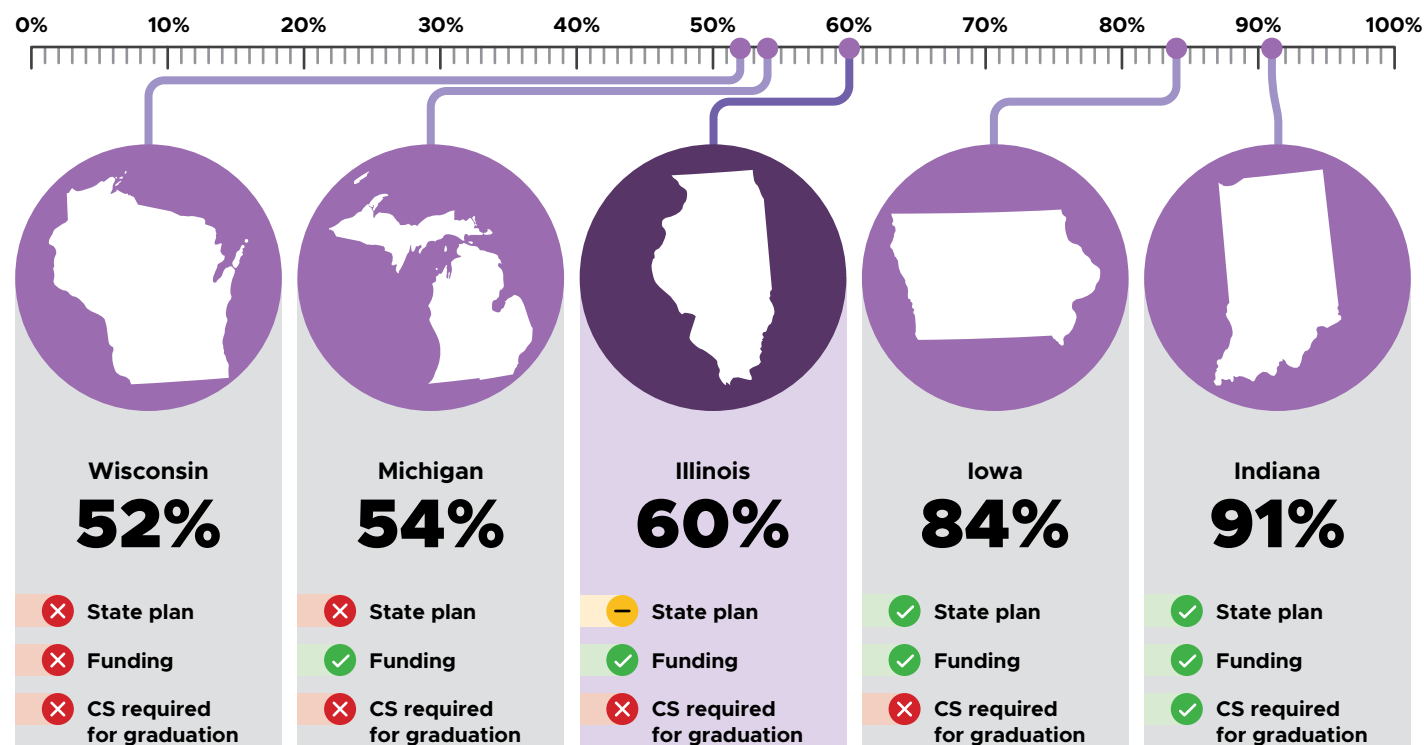 0% 10% 20% 30% 40% 50% 60% 70% 80% 90% 100%
Wisconsin
52%
State plan
Funding
CS required
for graduation
Michigan
54%
State plan
Funding
CS required
for graduation
Illinois
60%
State plan
Funding
CS required
for graduation
Iowa
84%
State plan
Funding
CS required
for graduation
Indiana
91%
State plan
Funding
CS required
for graduation